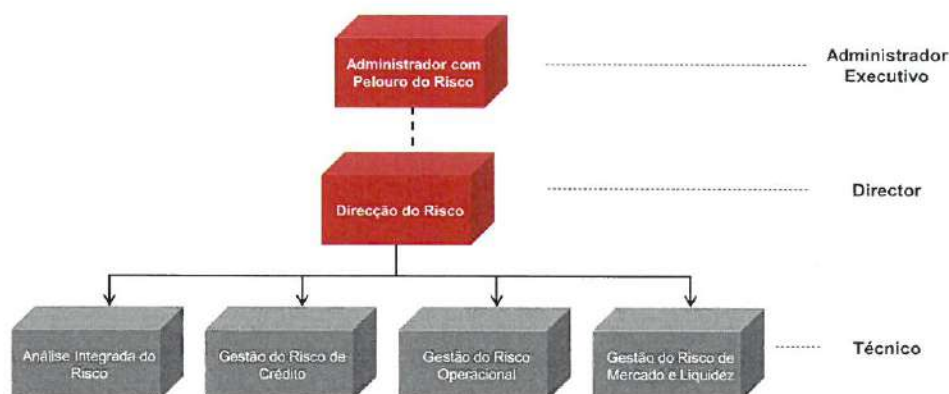 Administrador com
Pelouro do Risco
Administrador
Executivo
Direcção do Risco
Director
Análise Integrada do
Risco
Gestão do Risco de
Crédito
Gestão do Risco
Operacional
Gestão do Risco de
Mercado e Liquidez
Técnico